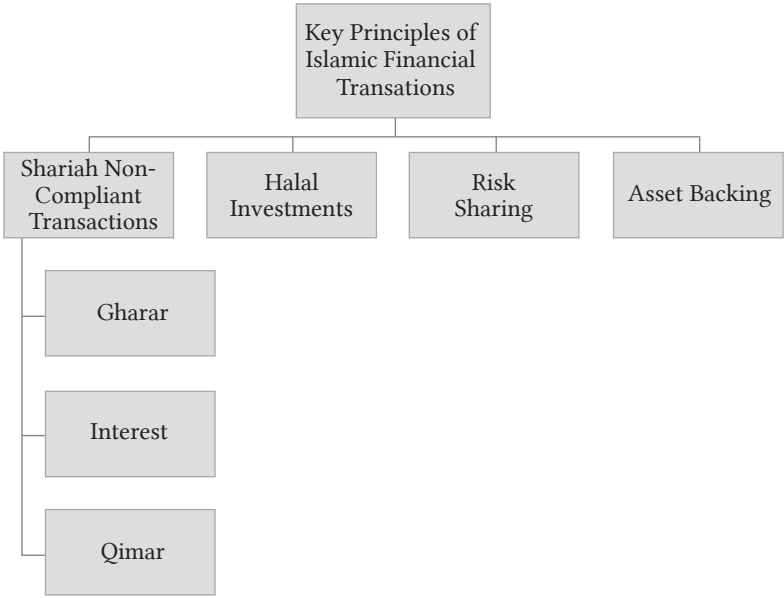 Key Principles of
Islamic Financial
Transations
Shariah Non-
Compliant
Transactions
Halal
Investments
Risk
Sharing
Asset Backing
Gharar
Interest
Qimar